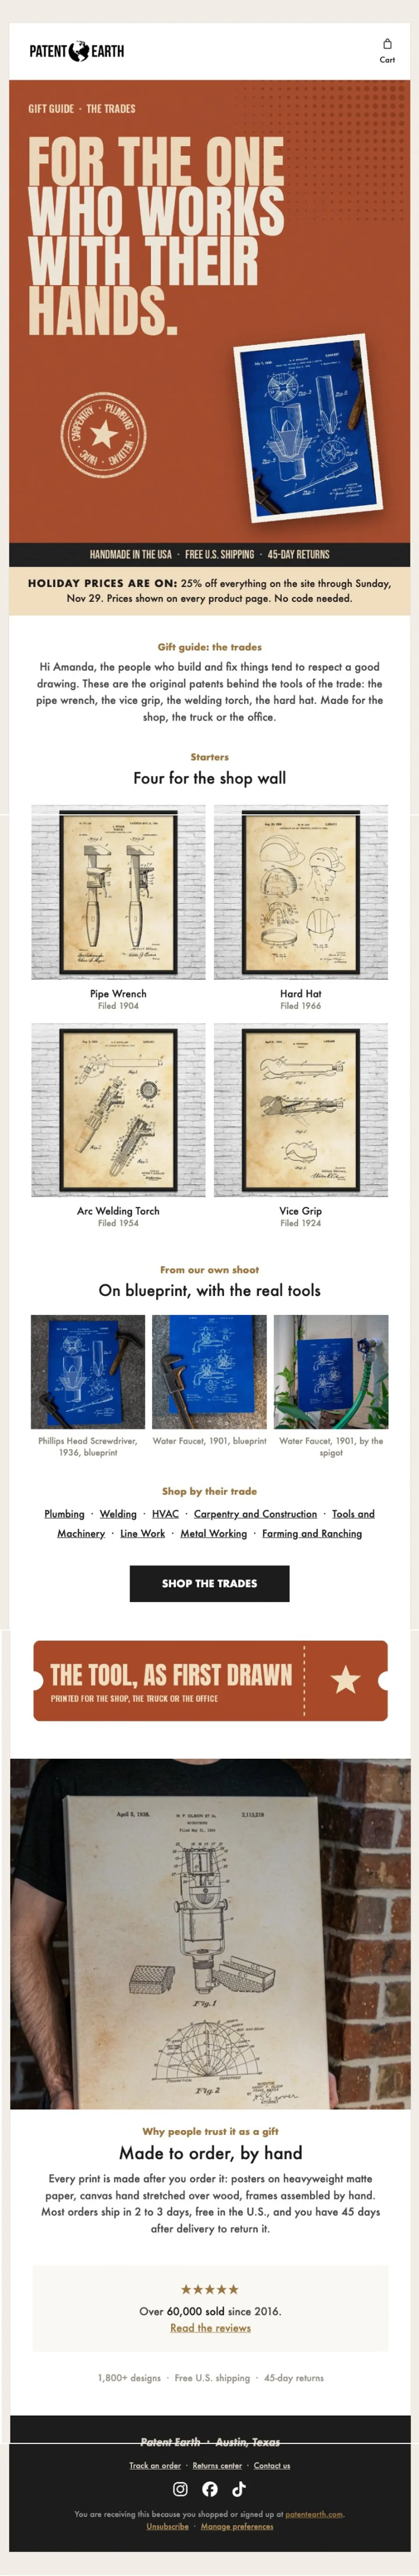 PATENT EARTH
Cart
GIFT GUIDE · THE TRADES
FOR THE ONE
WHO WORKS
WITH THEIR
HANDS.
CARPENTRY · PLUMBING · WELDING · HVAC ·
HANDMADE IN THE USA · FREE U.S. SHIPPING · 45-DAY RETURNS
HOLIDAY PRICES ARE ON: 25% off everything on the site through Sunday,
Nov 29. Prices shown on every product page. No code needed.
Gift guide: the trades
Hi Amanda, the people who build and fix things tend to respect a good
drawing. These are the original patents behind the tools of the trade: the
pipe wrench, the vice grip, the welding torch, the hard hat. Made for the
shop, the truck or the office.
Starters
Four for the shop wall
Pipe Wrench
Filed 1904
Hard Hat
Filed 1966
Arc Welding Torch
Filed 1954
Vice Grip
Filed 1924
From our own shoot
On blueprint, with the real tools
Phillips Head Screwdriver,
1936, blueprint
Water Faucet, 1901, blueprint
Water Faucet, 1901, by the
spigot
Shop by their trade
Plumbing · Welding · HVAC · Carpentry and Construction · Tools and
Machinery · Line Work · Metal Working · Farming and Ranching
SHOP THE TRADES
THE TOOL, AS FIRST DRAWN
PRINTED FOR THE SHOP, THE TRUCK OR THE OFFICE
April 5, 1938.
H. F. OLSON ET AL
2,113,219
MICROPHONE
Filed May 31, 1934
Fig. 1
Fig. 2
Why people trust it as a gift
Made to order, by hand
Every print is made after you order it: posters on heavyweight matte
paper, canvas hand stretched over wood, frames assembled by hand.
Most orders ship in 2 to 3 days, free in the U.S., and you have 45 days
after delivery to return it.
★★★★★
Over 60,000 sold since 2016.
Read the reviews
1,800+ designs · Free U.S. shipping · 45-day returns
Patent Earth · Austin, Texas
Track an order · Returns center · Contact us
You are receiving this because you shopped or signed up at patentearth.com.
Unsubscribe · Manage preferences